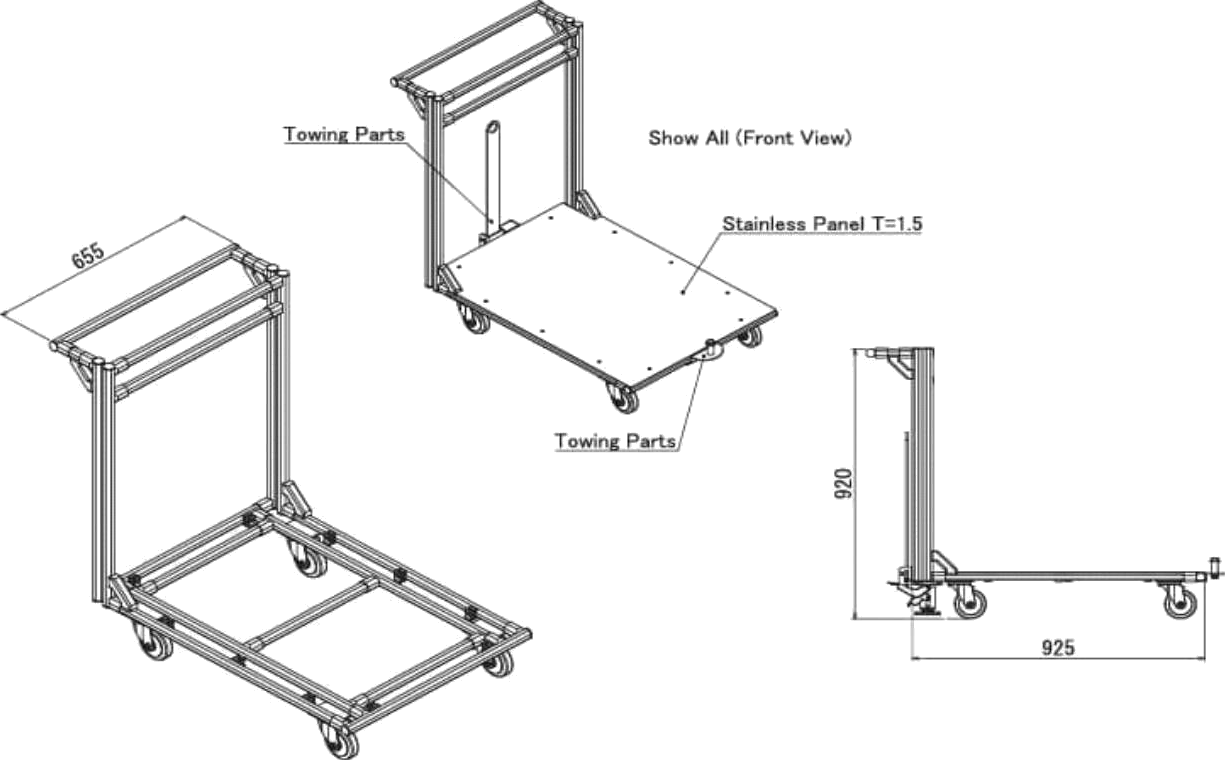 Towing Parts
Show All (Front View)
Stainless Panel T=1.5
655
Towing Parts
920
925